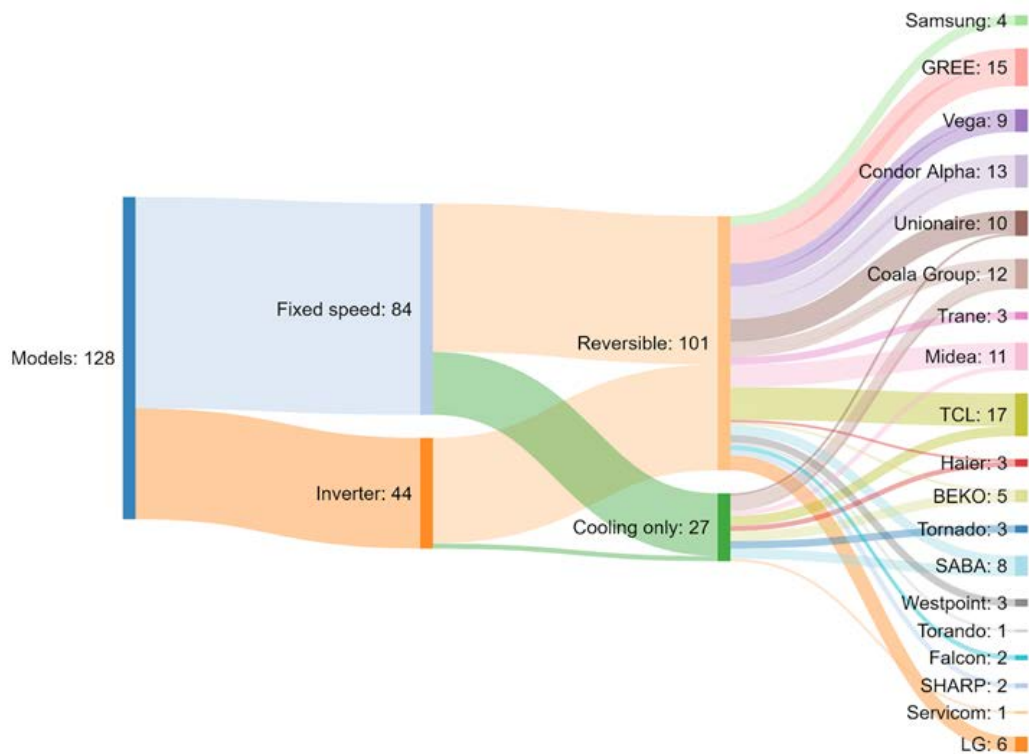 Models: 128
Fixed speed: 84
Inverter: 44
Reversible: 101
Cooling only: 27
Samsung: 4
GREE: 15
Vega: 9
Condor Alpha: 13
Unionaire: 10
Coala Group: 12
Trane: 3
Midea: 11
TCL: 17
Haier: 3
BEKO: 5
Tornado: 3
SABA: 8
Westpoint: 3
Torando: 1
Falcon: 2
SHARP: 2
Servicom: 1
LG: 6